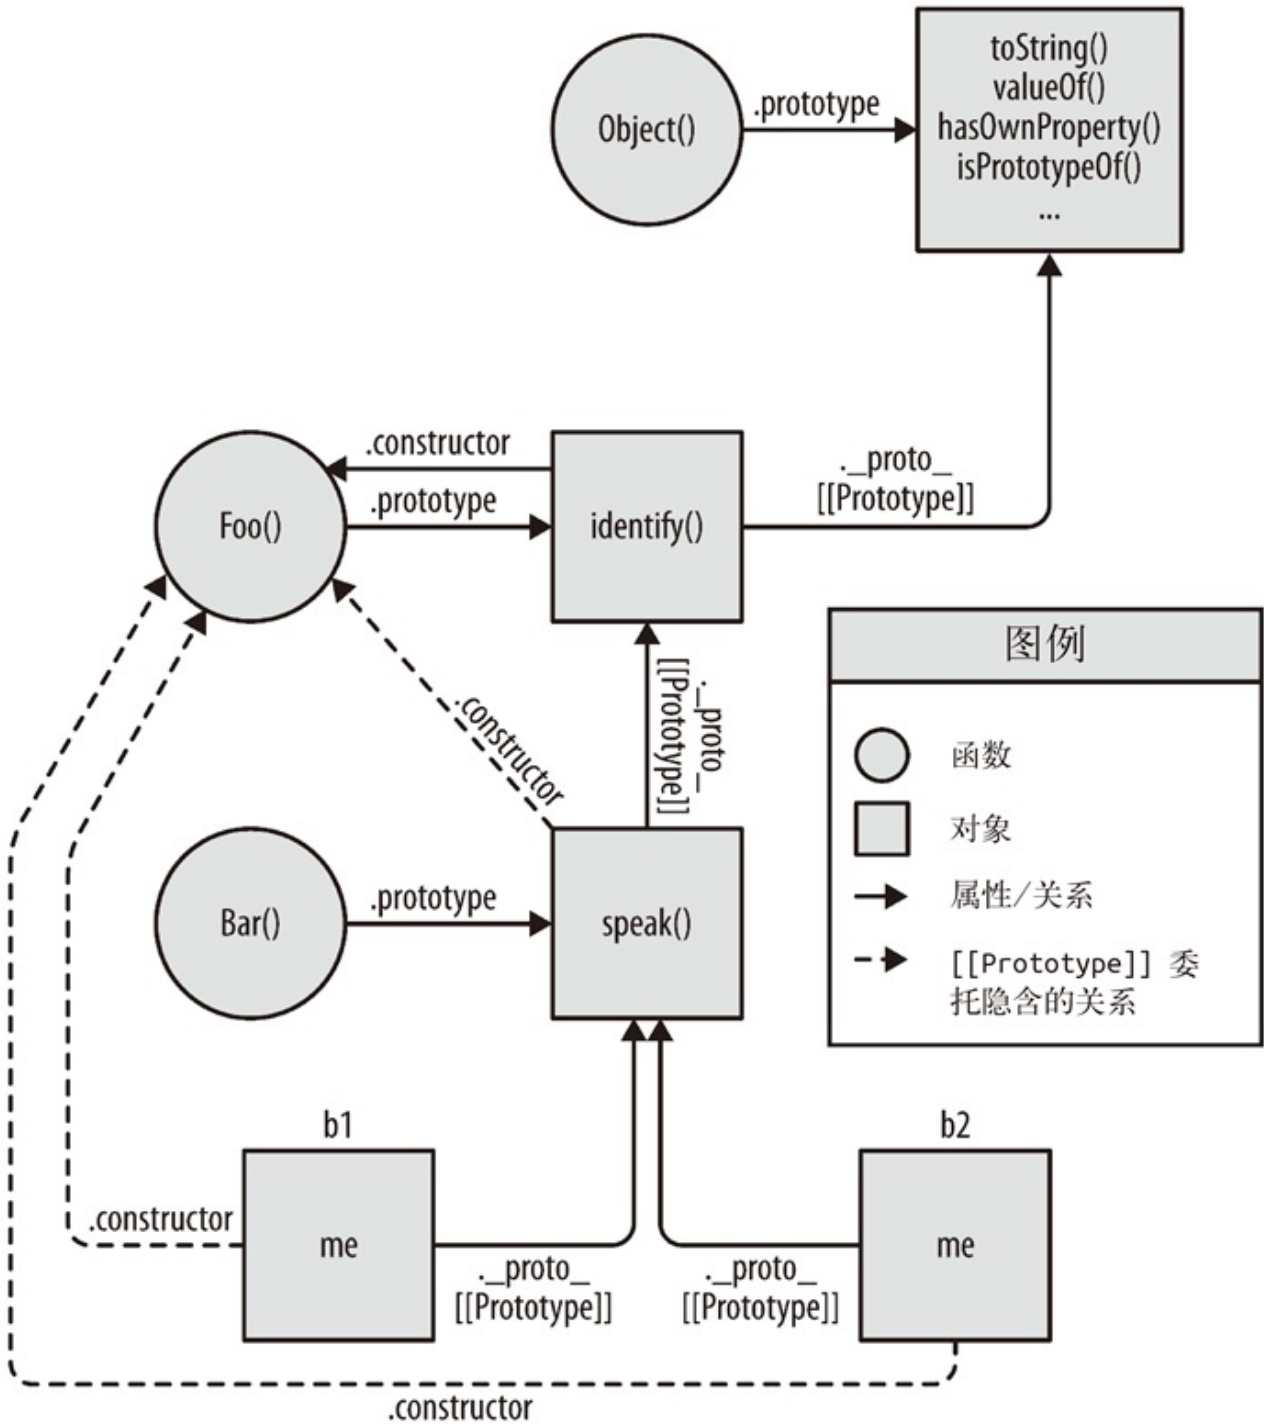 toString()
valueOf()
hasOwnProperty()
isPrototypeOf()
...
Object()
.prototype
.constructor
.prototype
Foo()
identify()
._proto_
[[Prototype]]
._proto_
[[Prototype]]
.constructor
Bar()
.prototype
speak()
图例
函数
对象
属性/关系
[[Prototype]] 委
托隐含的关系
b1
me
.constructor
._proto_
[[Prototype]]
b2
me
._proto_
[[Prototype]]
.constructor